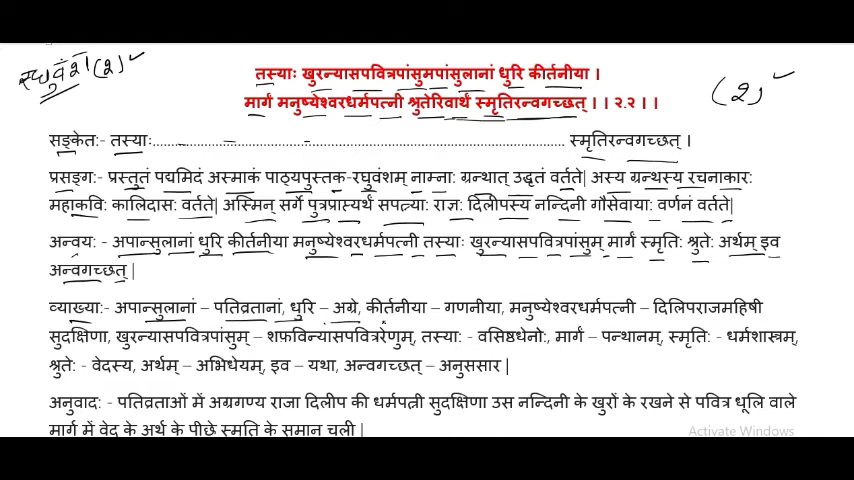 रघुवंश (२)
तस्याः खुरन्यासपवित्रपांसुमपांसुलानां धुरि कीर्तनीया ।
मार्गं मनुष्येश्वरधर्मपत्नी श्रुतेरिवार्थं स्मृतिरन्वगच्छत् ।। २.२ ।।
(२)
सङ्केत:- तस्याः........................................................................................................ स्मृतिरन्वगच्छत् ।
प्रसङ्ग:- प्रस्तुतं पद्यमिदं अस्माकं पाठ्यपुस्तक-रघुवंशम् नाम्ना: ग्रन्थात् उद्धृतं वर्तते| अस्य ग्रन्थस्य रचनाकार:
महाकवि: कालिदास: वर्तते| अस्मिन् सर्गे पुत्रप्राप्त्यर्थं सपत्न्या: राज्ञ: दिलीपस्य नन्दिनी गौसेवाया: वर्णनं वर्तते|
अन्वय: - अपान्सुलानां धुरि कीर्तनीया मनुष्येश्वरधर्मपत्नी तस्याः खुरन्यासपवित्रपांसुम् मार्गं स्मृति: श्रुते: अर्थम् इव
अन्वगच्छत् |
व्याख्या:- अपान्सुलानां – पतिव्रतानां, धुरि – अग्रे, कीर्तनीया – गणनीया, मनुष्येश्वरधर्मपत्नी – दिलिपराजमहिषी
सुदक्षिणा, खुरन्यासपवित्रपांसुम् – शफ़विन्यासपवित्ररेणुम्, तस्या: - वसिष्ठधेनो:, मार्गं – पन्थानम्, स्मृति: - धर्मशास्त्रम्,
श्रुते: - वेदस्य, अर्थम् – अभिधेयम्, इव – यथा, अन्वगच्छत् – अनुससार |
अनुवाद: - पतिव्रताओं में अग्रगण्य राजा दिलीप की धर्मपत्नी सुदक्षिणा उस नन्दिनी के खुरों के रखने से पवित्र धूलि वाले
मार्ग में वेद के अर्थ के पीछे स्मृति के समान चली |
Activate Windows